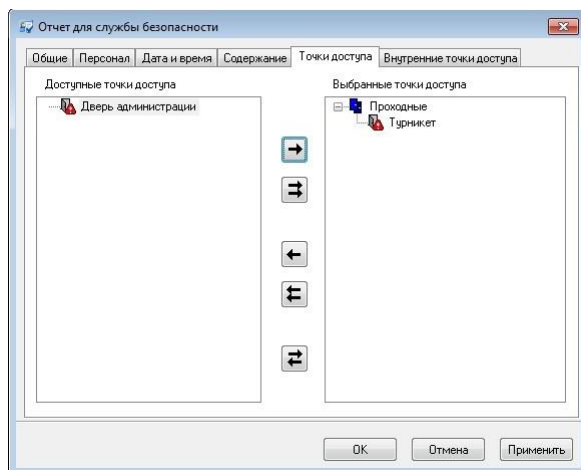 Отчет для службы безопасности
Общие Персонал Дата и время Содержание Точки доступа Внутренние точки доступа
Доступные точки доступа Выбранные точки доступа
Дверь администрации Проходные
Турникет
OK Отмена Применить